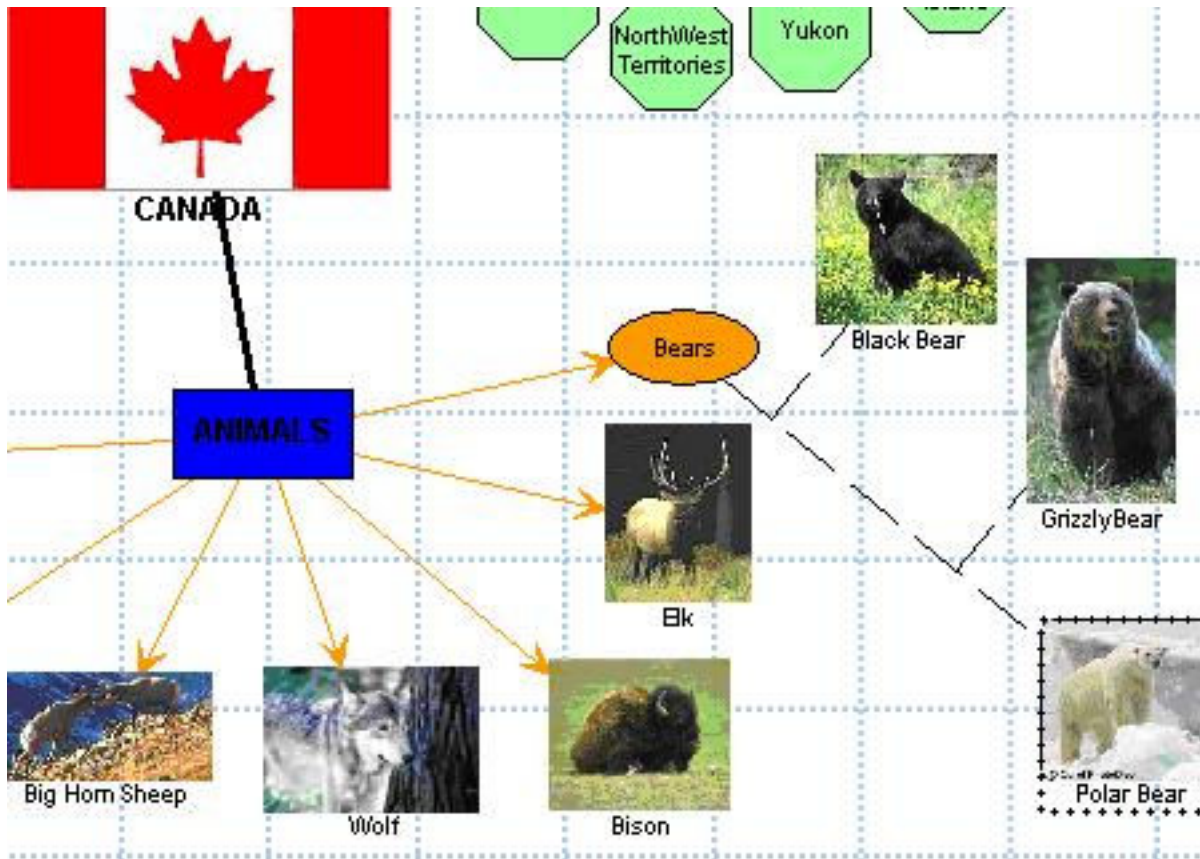 NorthWest
Territories
Yukon
CANADA
Black Bear
Bears
ANIMALS
GrizzlyBear
Elk
Big Horn Sheep
Wolf
Bison
Polar Bear